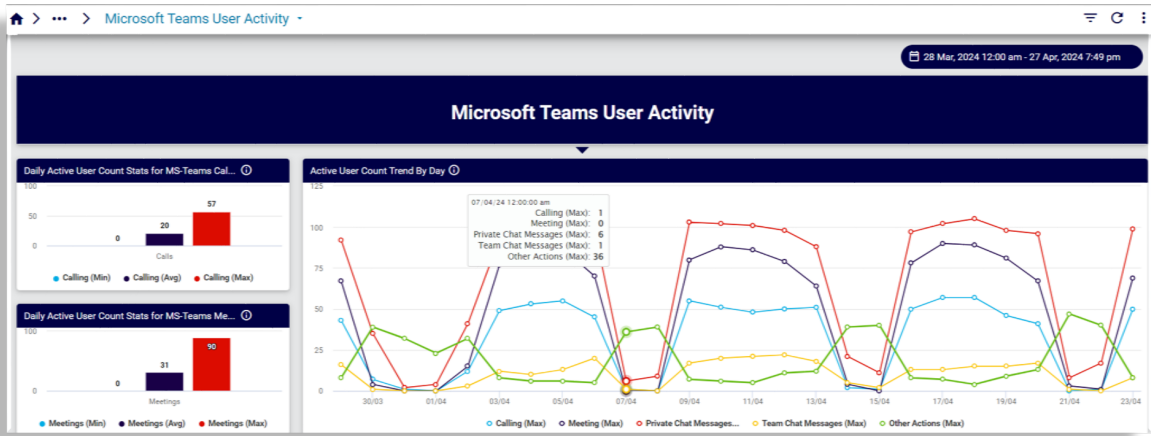 Microsoft Teams User Activity
28 Mar, 2024 12:00 am - 27 Apr, 2024 7:49 pm
Microsoft Teams User Activity
Daily Active User Count Stats for MS-Teams Cal...
100
50
0
0
20
57
Calls
Calling (Min) Calling (Avg) Calling (Max)
Daily Active User Count Stats for MS-Teams Me...
100
0
0
31
90
Meetings
Meetings (Min) Meetings (Avg) Meetings (Max)
Active User Count Trend By Day
125
100
75
50
25
0
07/04/24 12:00:00 am
Calling (Max): 1
Meeting (Max): 0
Private Chat Messages (Max): 6
Team Chat Messages (Max): 1
Other Actions (Max): 36
30/03 01/04 03/04 05/04 07/04 09/04 11/04 13/04 15/04 17/04 19/04 21/04 23/04
Calling (Max) Meeting (Max) Private Chat Messages... Team Chat Messages (Max) Other Actions (Max)